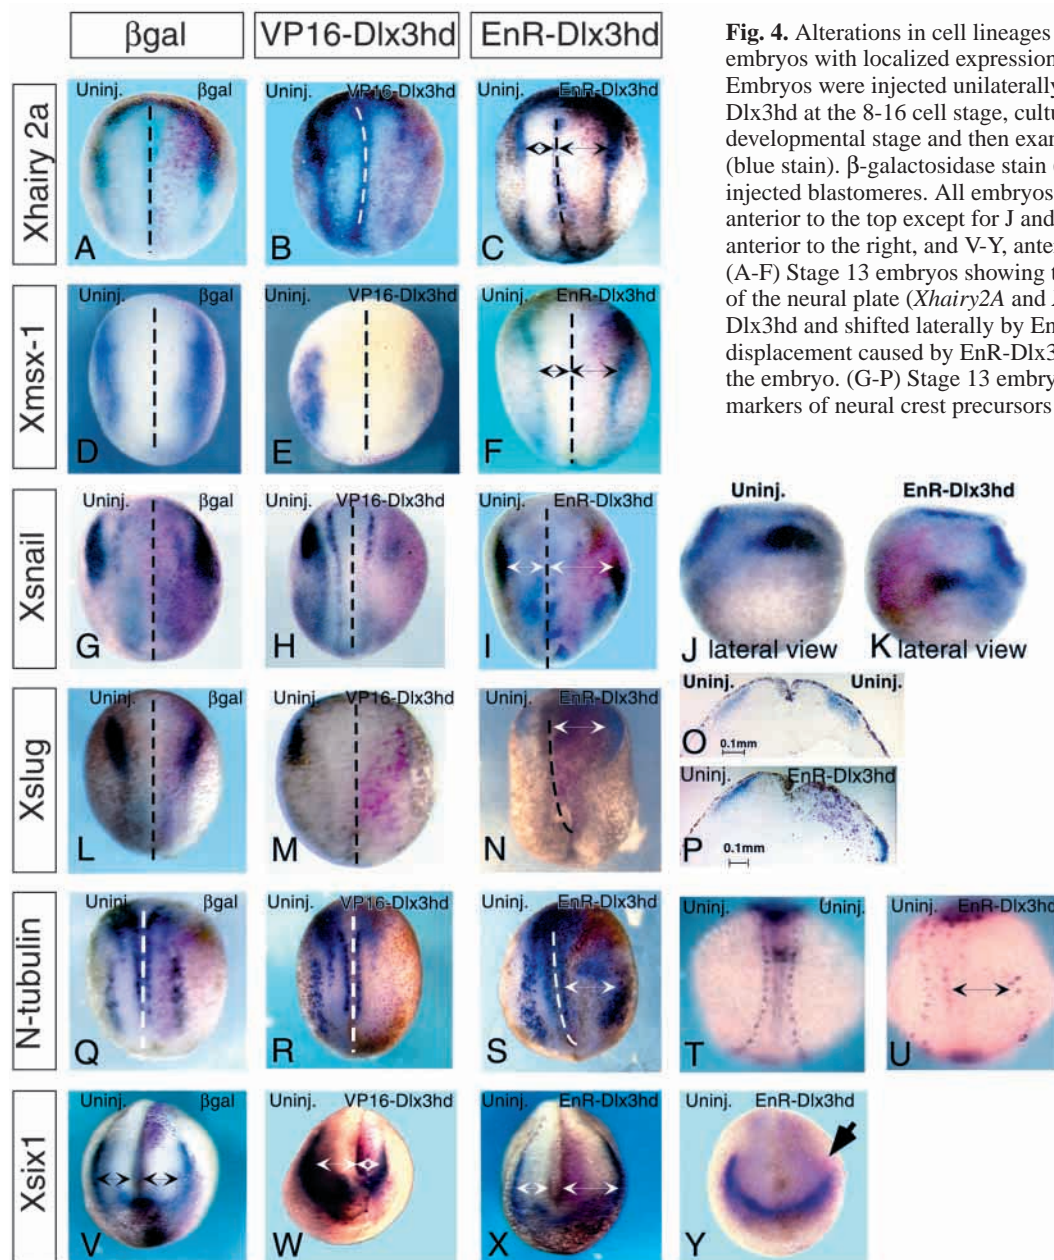 βgal
VP16-Dlx3hd
EnR-Dlx3hd
Fig. 4. Alterations in cell lineages
embryos with localized expression
Embryos were injected unilaterally
Dlx3hd at the 8-16 cell stage, cultu
developmental stage and then exam
(blue stain). β-galactosidase stain (
injected blastomeres. All embryos
anterior to the top except for J and
anterior to the right, and V-Y, anter
(A-F) Stage 13 embryos showing t
of the neural plate (Xhairy2A and
Dlx3hd and shifted laterally by En
displacement caused by EnR-Dlx3
the embryo. (G-P) Stage 13 embry
markers of neural crest precursors
Xhairy 2a
Uninj. βgal
A
Uninj. VP16-Dlx3hd
B
Uninj. EnR-Dlx3hd
C
Xmsx-1
Uninj. βgal
D
Uninj. VP16-Dlx3hd
E
Uninj. EnR-Dlx3hd
F
Xsnail
Uninj. βgal
G
Uninj. VP16-Dlx3hd
H
Uninj. EnR-Dlx3hd
I
Uninj.
J lateral view
EnR-Dlx3hd
K lateral view
Xslug
Uninj. βgal
L
Uninj. VP16-Dlx3hd
M
Uninj. EnR-Dlx3hd
N
Uninj. Uninj.
O 0.1mm
Uninj. EnR-Dlx3hd
P 0.1mm
N-tubulin
Uninj. βgal
Q
Uninj. VP16-Dlx3hd
R
Uninj. EnR-Dlx3hd
S
Uninj. Uninj.
T
Uninj. EnR-Dlx3hd
U
Xsix1
Uninj. βgal
V
Uninj. VP16-Dlx3hd
W
Uninj. EnR-Dlx3hd
X
Uninj. EnR-Dlx3hd
Y